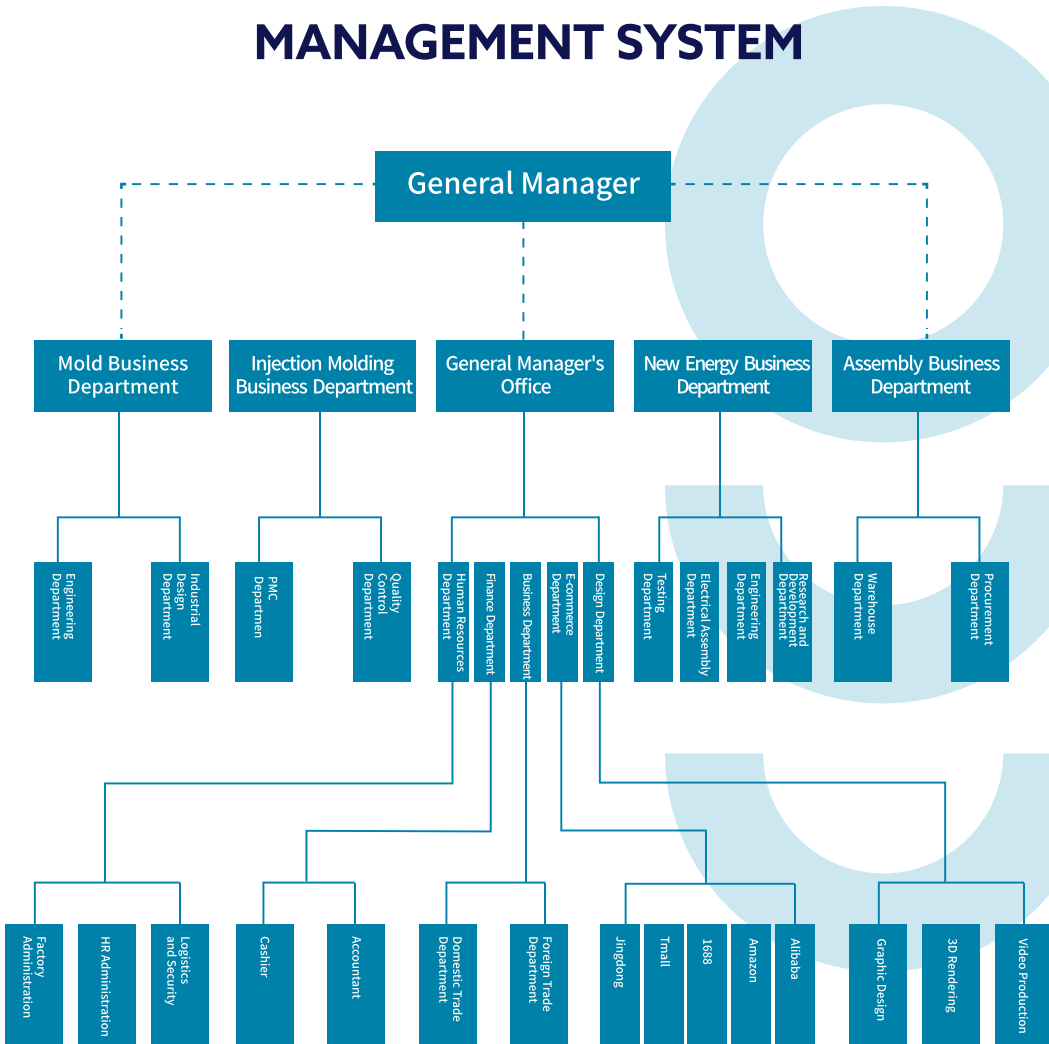 MANAGEMENT SYSTEM
General Manager
Mold Business
Department
Injection Molding
Business Department
General Manager's
Office
New Energy Business
Department
Assembly Business
Department
Engineering
Department
Industrial
Design
Department
PMC
Departmen
Quality
Control
Department
Human Resources
Department
Finance Department
Business Department
E-commerce
Department
Design Department
Testing
Department
Electrical Assembly
Department
Engineering
Department
Research and
Development
Department
Warehouse
Department
Procurement
Department
Factory
Administration
HR Administration
Logistics
and Security
Cashier
Accountant
Domestic Trade
Department
Foreign Trade
Department
Jingdong
Tmall
1688
Amazon
Alibaba
Graphic Design
3D Rendering
Video Production